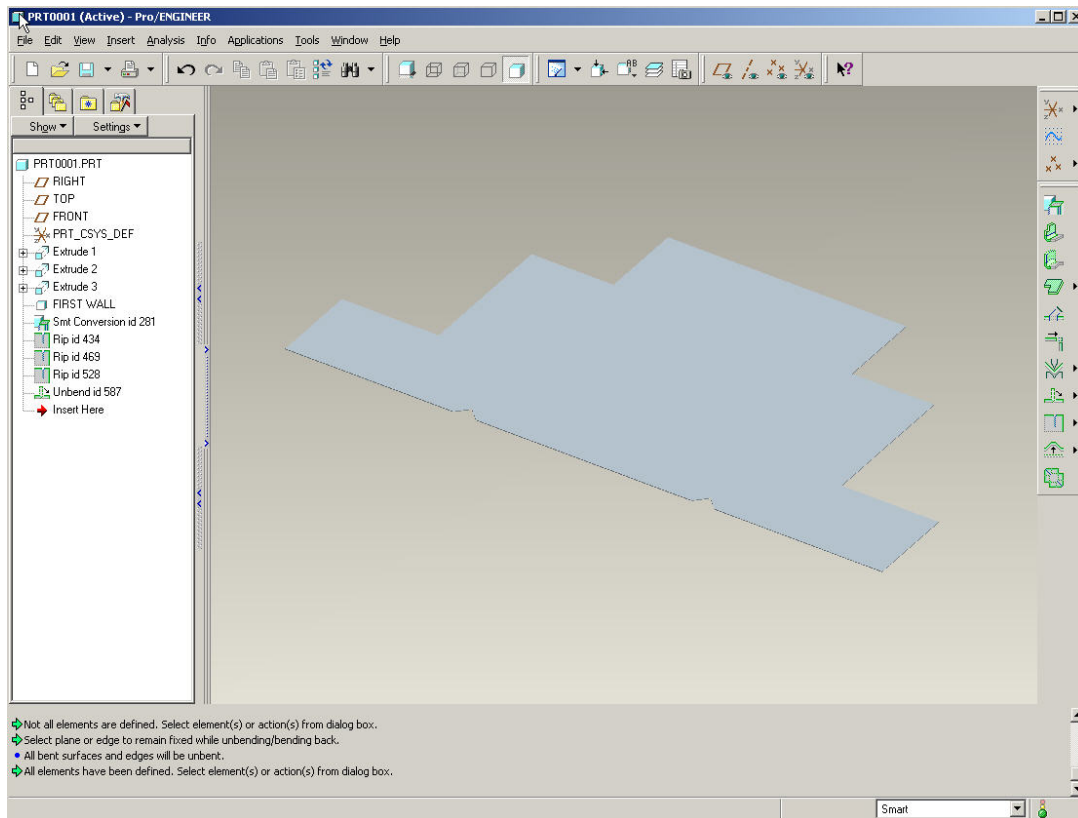 PRT0001 (Active) - Pro/ENGINEER
File Edit View Insert Analysis Info Applications Tools Window Help
Show Settings
PRT0001.PRT
RIGHT
TOP
FRONT
PRT_CSYS_DEF
Extrude 1
Extrude 2
Extrude 3
FIRST WALL
Smt Conversion id 281
Rip id 434
Rip id 469
Rip id 528
Unbend id 587
Insert Here
Not all elements are defined. Select element(s) or action(s) from dialog box.
Select plane or edge to remain fixed while unbending/bending back.
All bent surfaces and edges will be unbent.
All elements have been defined. Select element(s) or action(s) from dialog box.
Smart